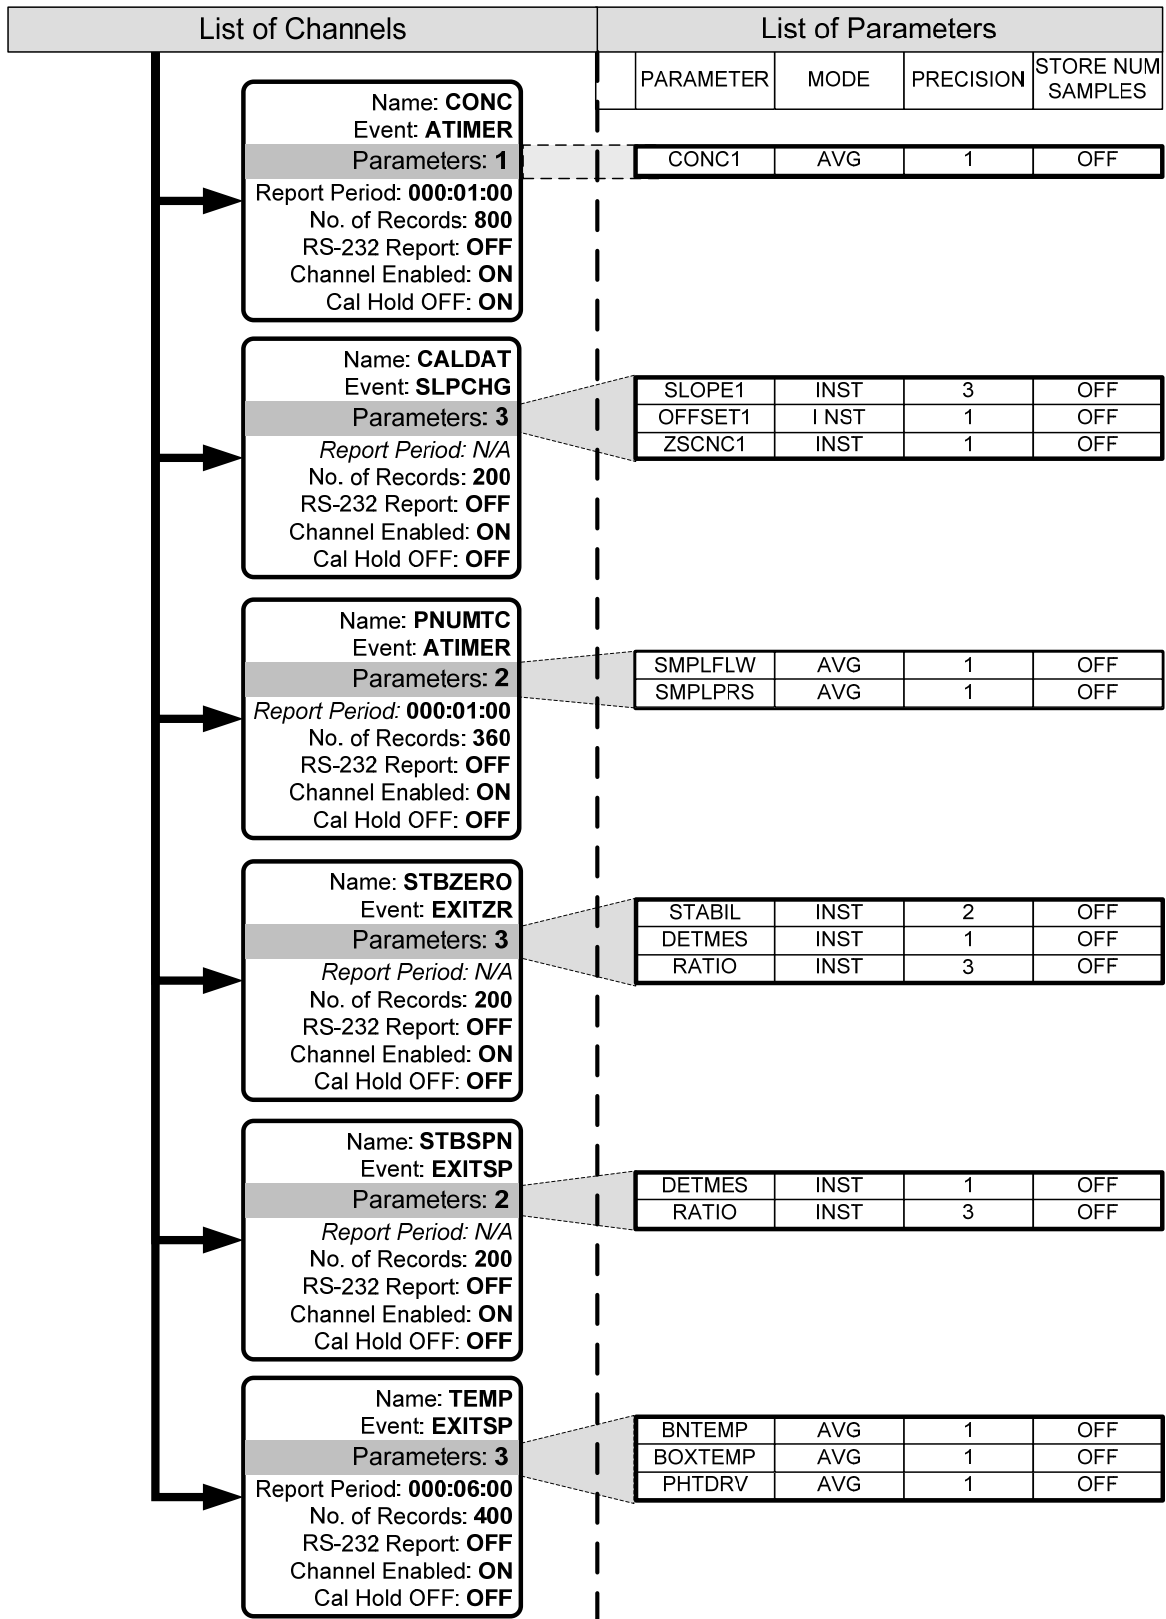 List of Channels
List of Parameters
PARAMETER MODE PRECISION STORE NUM SAMPLES
Name: CONC
Event: ATIMER
Parameters: 1
Report Period: 000:01:00
No. of Records: 800
RS-232 Report: OFF
Channel Enabled: ON
Cal Hold OFF: ON
CONC1 AVG 1 OFF
Name: CALDAT
Event: SLPCHG
Parameters: 3
Report Period: N/A
No. of Records: 200
RS-232 Report: OFF
Channel Enabled: ON
Cal Hold OFF: OFF
SLOPE1 INST 3 OFF
OFFSET1 I NST 1 OFF
ZSCNC1 INST 1 OFF
Name: PNUMTC
Event: ATIMER
Parameters: 2
Report Period: 000:01:00
No. of Records: 360
RS-232 Report: OFF
Channel Enabled: ON
Cal Hold OFF: OFF
SMPLFLW AVG 1 OFF
SMPLPRS AVG 1 OFF
Name: STBZERO
Event: EXITZR
Parameters: 3
Report Period: N/A
No. of Records: 200
RS-232 Report: OFF
Channel Enabled: ON
Cal Hold OFF: OFF
STABIL INST 2 OFF
DETMES INST 1 OFF
RATIO INST 3 OFF
Name: STBSPN
Event: EXITSP
Parameters: 2
Report Period: N/A
No. of Records: 200
RS-232 Report: OFF
Channel Enabled: ON
Cal Hold OFF: OFF
DETMES INST 1 OFF
RATIO INST 3 OFF
Name: TEMP
Event: EXITSP
Parameters: 3
Report Period: 000:06:00
No. of Records: 400
RS-232 Report: OFF
Channel Enabled: ON
Cal Hold OFF: OFF
BNTEMP AVG 1 OFF
BOXTEMP AVG 1 OFF
PHTDRV AVG 1 OFF